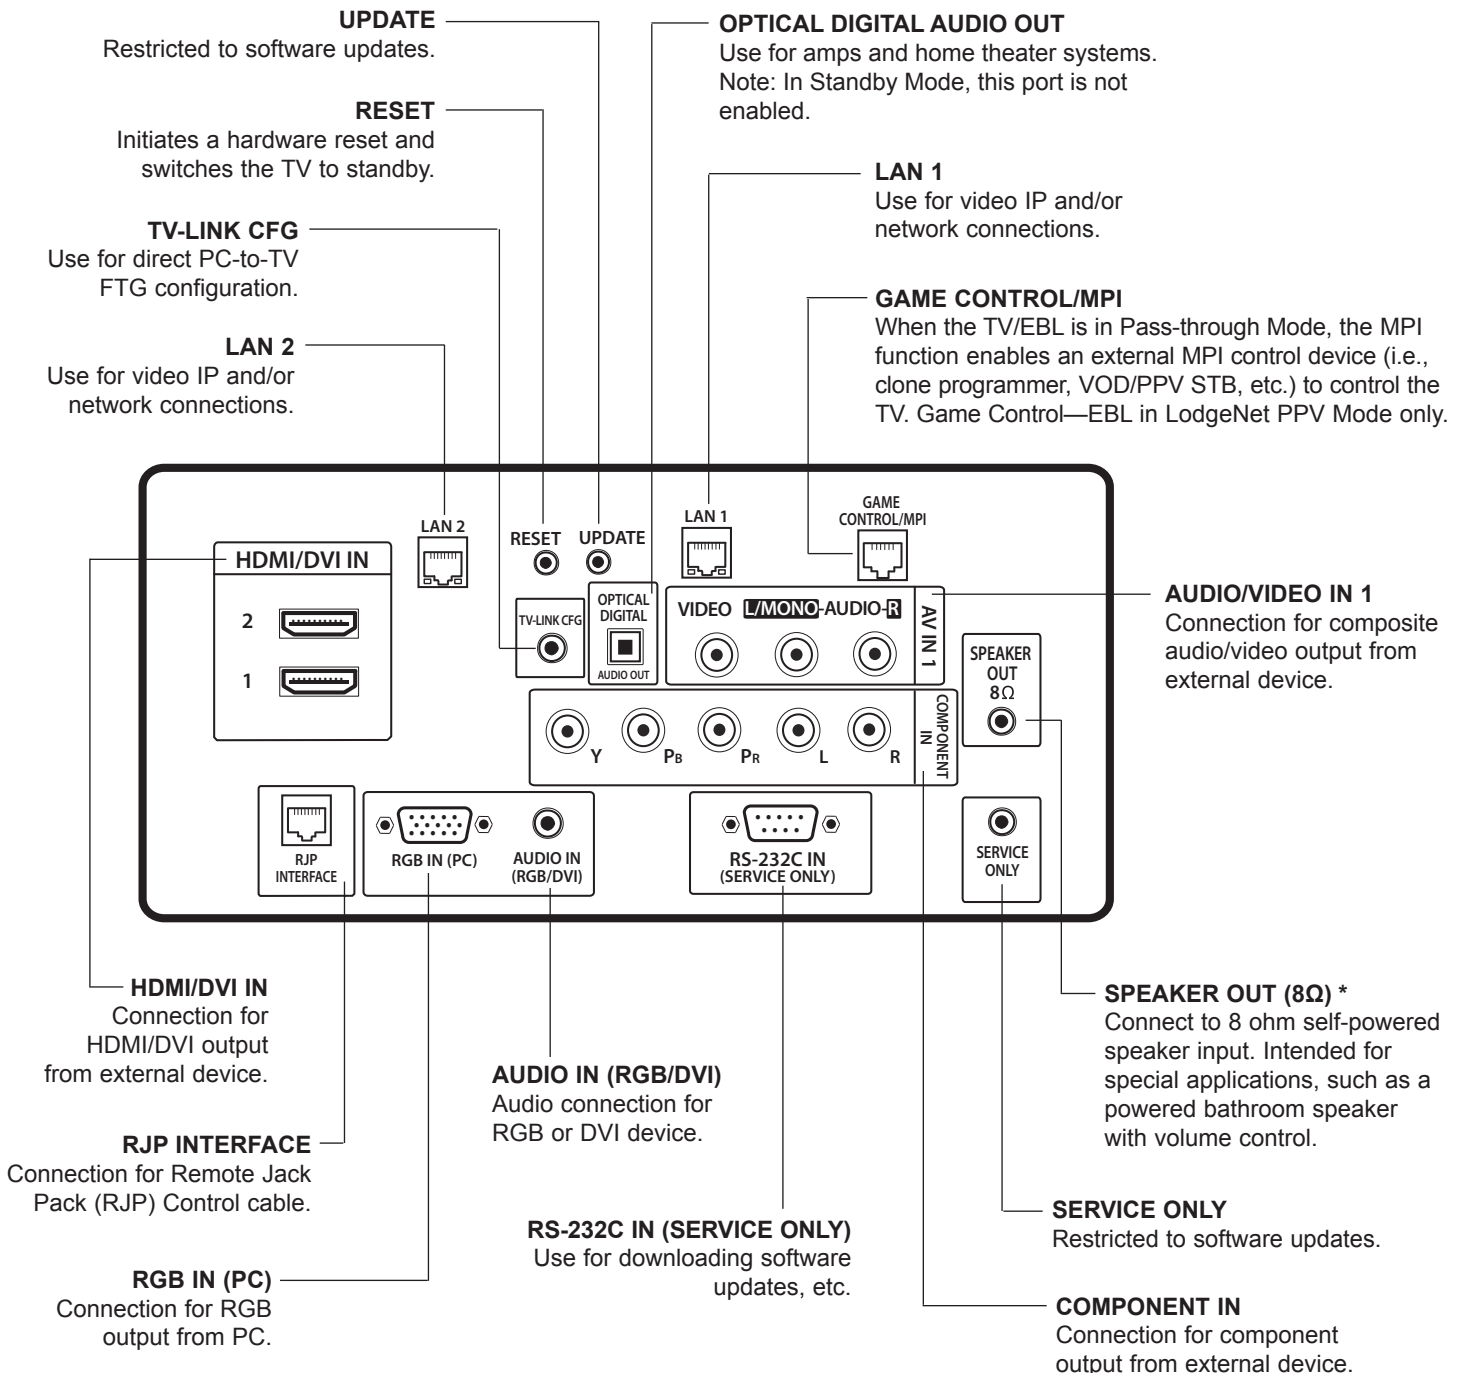 UPDATE
Restricted to software updates.
OPTICAL DIGITAL AUDIO OUT
Use for amps and home theater systems.
Note: In Standby Mode, this port is not
enabled.
RESET
Initiates a hardware reset and
switches the TV to standby.
LAN 1
Use for video IP and/or
network connections.
TV-LINK CFG
Use for direct PC-to-TV
FTG configuration.
GAME CONTROL/MPI
When the TV/EBL is in Pass-through Mode, the MPI
function enables an external MPI control device (i.e.,
clone programmer, VOD/PPV STB, etc.) to control the
TV. Game Control—EBL in LodgeNet PPV Mode only.
LAN 2
Use for video IP and/or
network connections.
LAN 2
RESET
UPDATE
LAN 1
GAME
CONTROL/MPI
HDMI/DVI IN
2
1
TV-LINK CFG
OPTICAL
DIGITAL
AUDIO OUT
VIDEO L/MONO-AUDIO-R
AV IN 1
SPEAKER
OUT
8Ω
Y
PB
PR
L
R
COMPONENT
IN
RJP
INTERFACE
RGB IN (PC)
AUDIO IN
(RGB/DVI)
RS-232C IN
(SERVICE ONLY)
SERVICE
ONLY
AUDIO/VIDEO IN 1
Connection for composite
audio/video output from
external device.
HDMI/DVI IN
Connection for
HDMI/DVI output
from external device.
SPEAKER OUT (8Ω) *
Connect to 8 ohm self-powered
speaker input. Intended for
special applications, such as a
powered bathroom speaker
with volume control.
AUDIO IN (RGB/DVI)
Audio connection for
RGB or DVI device.
RJP INTERFACE
Connection for Remote Jack
Pack (RJP) Control cable.
SERVICE ONLY
Restricted to software updates.
RS-232C IN (SERVICE ONLY)
Use for downloading software
updates, etc.
RGB IN (PC)
Connection for RGB
output from PC.
COMPONENT IN
Connection for component
output from external device.